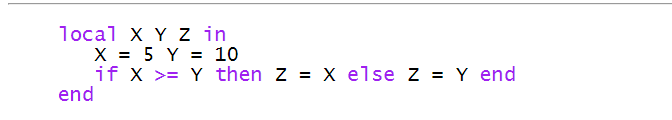 local X Y Z in
X = 5 Y = 10
if X >= Y then Z = X else Z = Y end
end